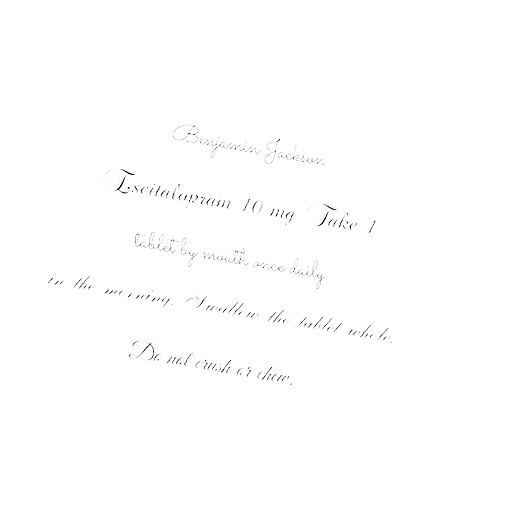 Benjamin Jackson
Escitalopram 10 mg Take 1
tablet by mouth once daily
in the morning. Swallow the tablet whole.
Do not crush or chew.